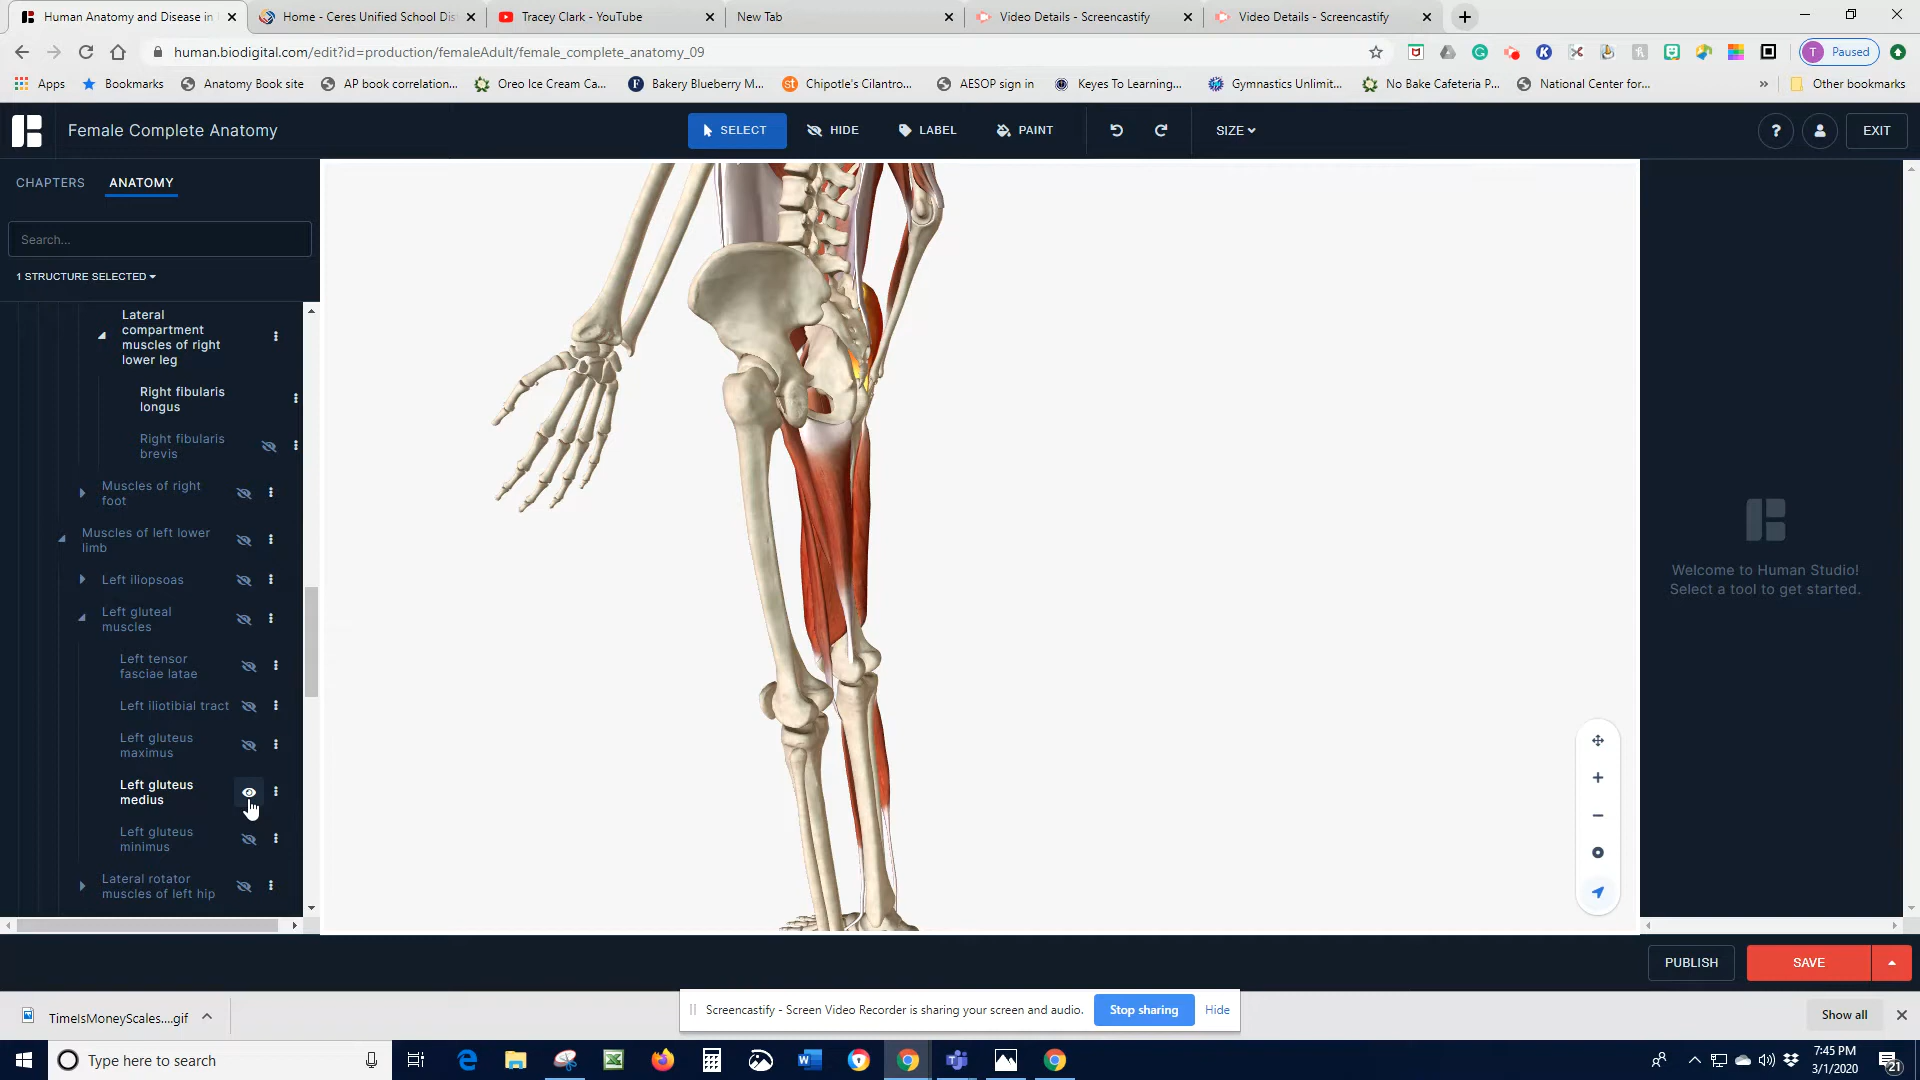 Human Anatomy and Disease in
Home - Ceres Unified School Dis
Tracey Clark - YouTube
New Tab
Video Details - Screencastify
Video Details - Screencastify
human.biodigital.com/edit?id=production/femaleAdult/female_complete_anatomy_09
T Paused
Apps
Bookmarks
Anatomy Book site
AP book correlation...
Oreo Ice Cream Ca...
Bakery Blueberry M...
Chipotle's Cilantro...
AESOP sign in
Keyes To Learning...
Gymnastics Unlimit...
No Bake Cafeteria P...
National Center for...
» Other bookmarks
Female Complete Anatomy
SELECT
HIDE
LABEL
PAINT
SIZE
?
EXIT
CHAPTERS
ANATOMY
Search...
1 STRUCTURE SELECTED
Lateral
compartment
muscles of right
lower leg
Right fibularis
longus
Right fibularis
brevis
Muscles of right
foot
Muscles of left lower
limb
Left iliopsoas
Left gluteal
muscles
Left tensor
fasciae latae
Left iliotibial tract
Left gluteus
maximus
Left gluteus
medius
Left gluteus
minimus
Lateral rotator
muscles of left hip
Welcome to Human Studio!
Select a tool to get started.
PUBLISH
SAVE
TimeIsMoneyScales....gif
Screencastify - Screen Video Recorder is sharing your screen and audio.
Stop sharing
Hide
Show all
Type here to search
7:45 PM
3/1/2020
21